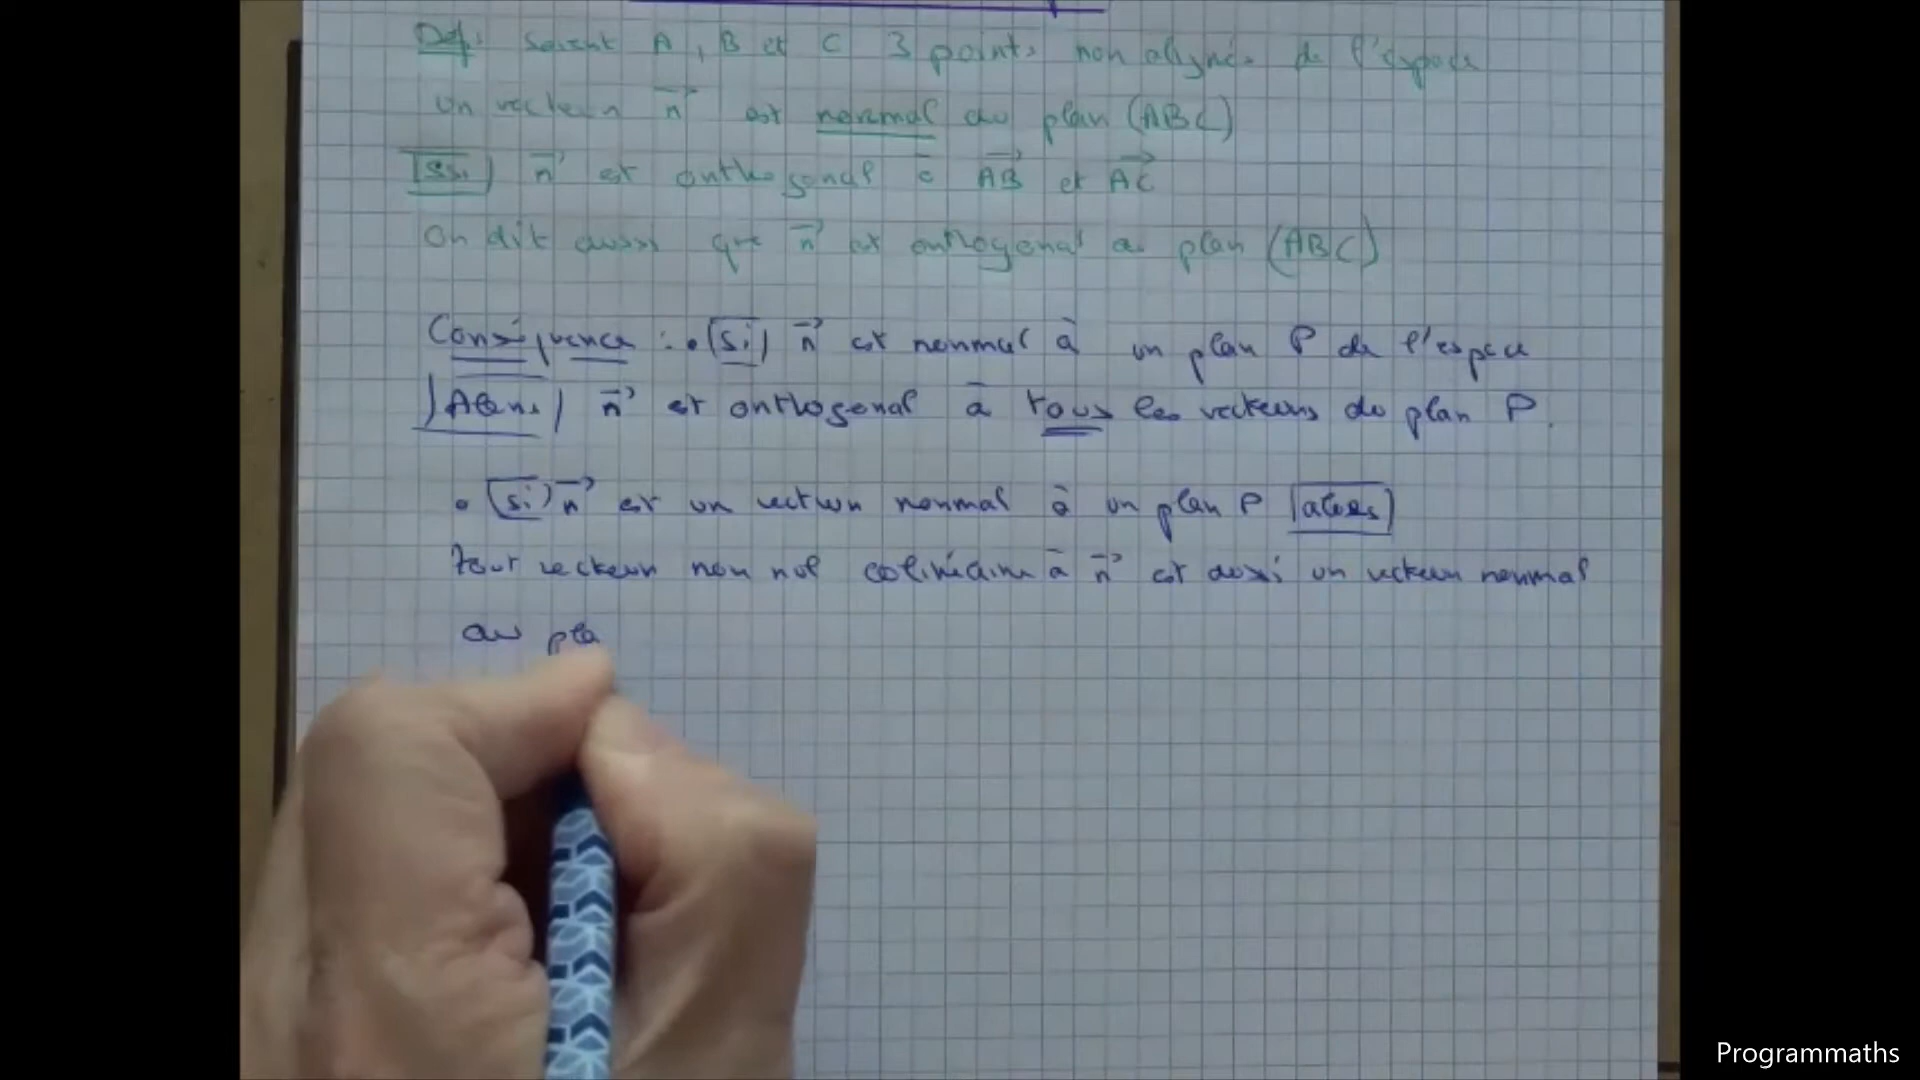 Def: Soient A, B et C 3 points non alignés de l'espace
un vecteur n⃗ est normal au plan (ABC)
ssi n⃗ est orthogonal à A͞B⃗ et A͞C⃗
On dit aussi que n⃗ est orthogonal au plan (ABC)
Conséquence : • Si n⃗ est normal à un plan P de l'espace
Alors n⃗ est orthogonal à tous les vecteurs du plan P.
• Si n⃗ est un vecteur normal à un plan P alors
tout vecteur non nul colinéaire à n⃗ est aussi un vecteur normal
au pla
Programmaths